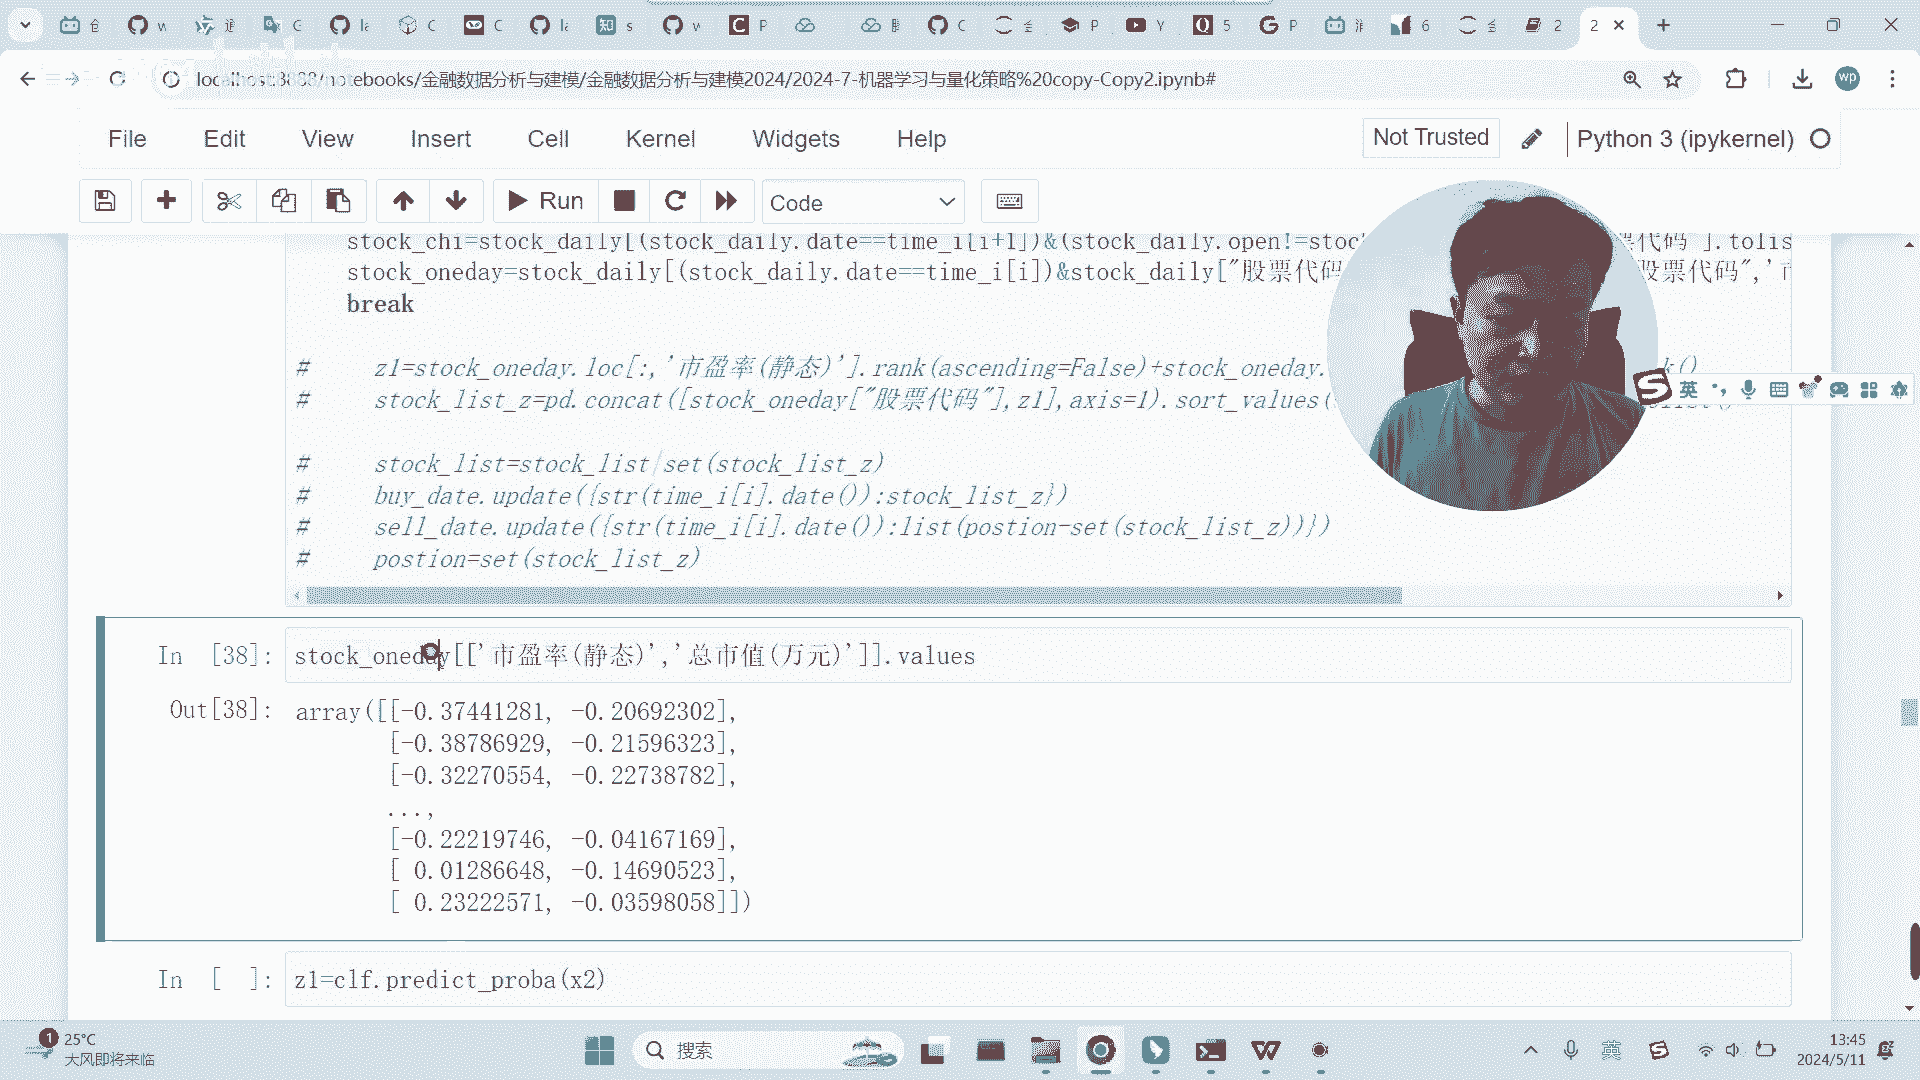 localhost:8888/notebooks/金融数据分析与建模/金融数据分析与建模2024/2024-7-机器学习与量化策略%20copy-Copy2.ipynb#
wp
File Edit View Insert Cell Kernel Widgets Help
Not Trusted
Python 3 (ipykernel)
Run
Code
stock_chi=stock_daily[(stock_daily.date==time_i[i+1])&(stock_daily.open!=stoc 票代码"].tolis
stock_oneday=stock_daily[(stock_daily.date==time_i[i])&stock_daily["股票代码 股票代码",'市
break
# z1=stock_oneday.loc[:,'市盈率(静态)'].rank(ascending=False)+stock_oneday. k()
# stock_list_z=pd.concat([stock_oneday["股票代码"],z1],axis=1).sort_values(
英
# stock_list=stock_list|set(stock_list_z)
# buy_date.update({str(time_i[i].date()):stock_list_z})
# sell_date.update({str(time_i[i].date()):list(postion-set(stock_list_z))})
# postion=set(stock_list_z)
In [38]: stock_oneday[['市盈率(静态)','总市值(万元)']].values
Out[38]: array([[-0.37441281, -0.20692302],
[-0.38786929, -0.21596323],
[-0.32270554, -0.22738782],
...,
[-0.22219746, -0.04167169],
[ 0.01286648, -0.14690523],
[ 0.23222571, -0.03598058]])
In [ ]: z1=clf.predict_proba(x2)
1
25°C
大风即将来临
搜索
英
13:45
2024/5/11